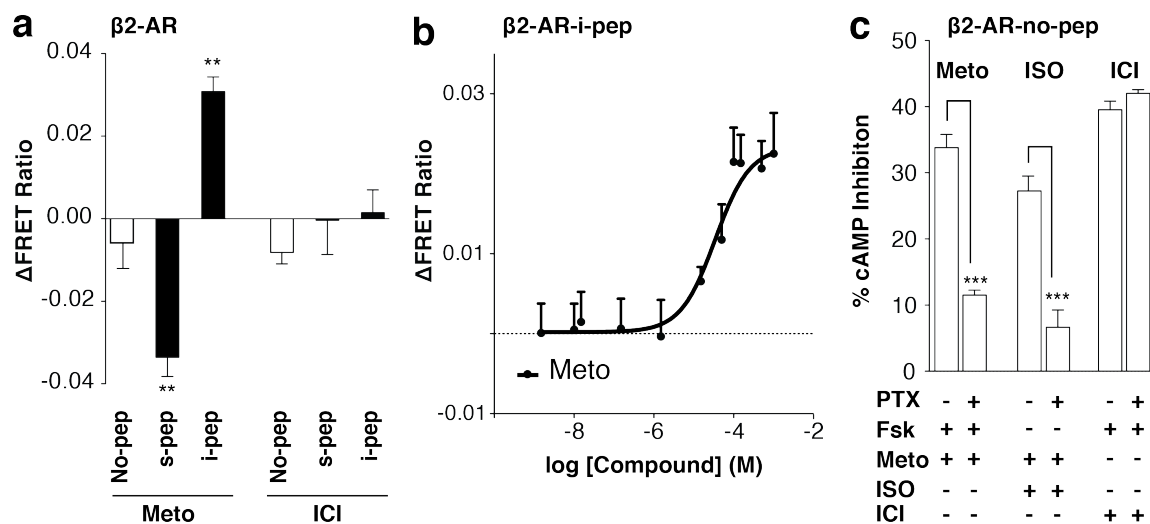 a
β2-AR
ΔFRET Ratio
0.04
0.02
0.00
-0.02
-0.04
**
**
No-pep
s-pep
i-pep
No-pep
s-pep
i-pep
Meto
ICI
b
β2-AR-i-pep
ΔFRET Ratio
0.03
0.01
-0.01
Meto
-8
-6
-4
-2
log [Compound] (M)
c
β2-AR-no-pep
% cAMP Inhibiton
50
40
30
20
10
0
Meto
ISO
ICI
***
***
PTX - + - + - +
Fsk + + - - + +
Meto + + + + - -
ISO - - + + - -
ICI - - - - + +